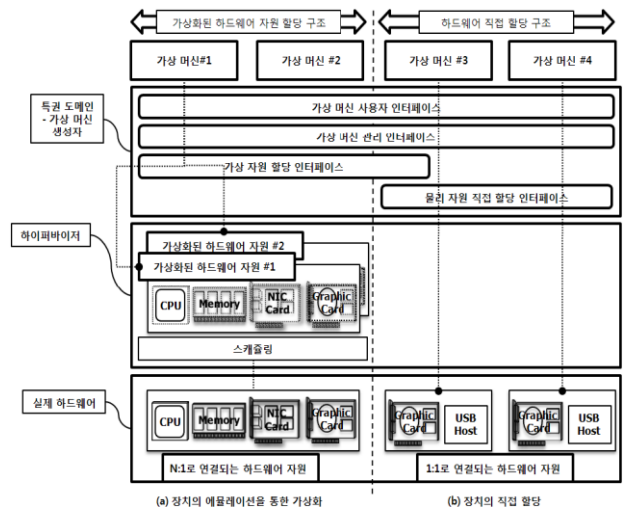 가상화된 하드웨어 자원 할당 구조
하드웨어 직접 할당 구조
가상 머신#1
가상 머신 #2
가상 머신 #3
가상 머신 #4
특권 도메인
- 가상 머신
생성자
가상 머신 사용자 인터페이스
가상 머신 관리 인터페이스
가상 자원 할당 인터페이스
물리 자원 직접 할당 인터페이스
하이퍼바이저
가상화된 하드웨어 자원 #2
가상화된 하드웨어 자원 #1
CPU
Memory
NIC
Card
Graphic
Card
스캐쥴링
실제 하드웨어
CPU
Memory
NIC
Card
Graphic
Card
Graphic
Card
USB
Host
Graphic
Card
USB
Host
N:1로 연결되는 하드웨어 자원
1:1로 연결되는 하드웨어 자원
(a) 장치의 에뮬레이션을 통한 가상화
(b) 장치의 직접 할당